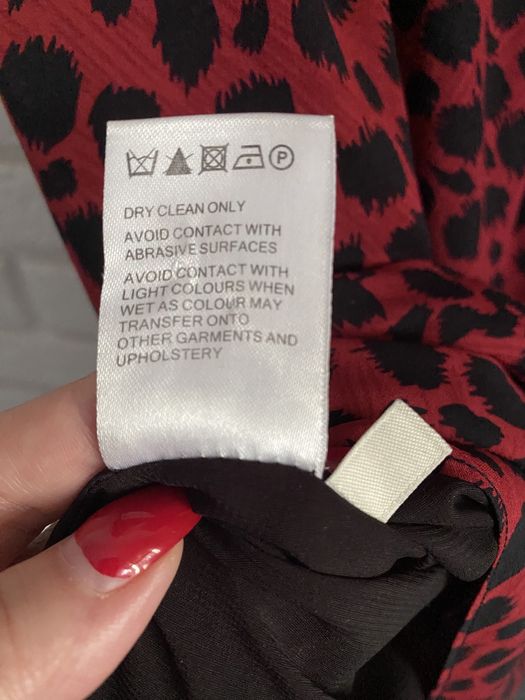 P
DRY CLEAN ONLY
AVOID CONTACT WITH
ABRASIVE SURFACES
AVOID CONTACT WITH
LIGHT COLOURS WHEN
WET AS COLOUR MAY
TRANSFER ONTO
OTHER GARMENTS AND
UPHOLSTERY